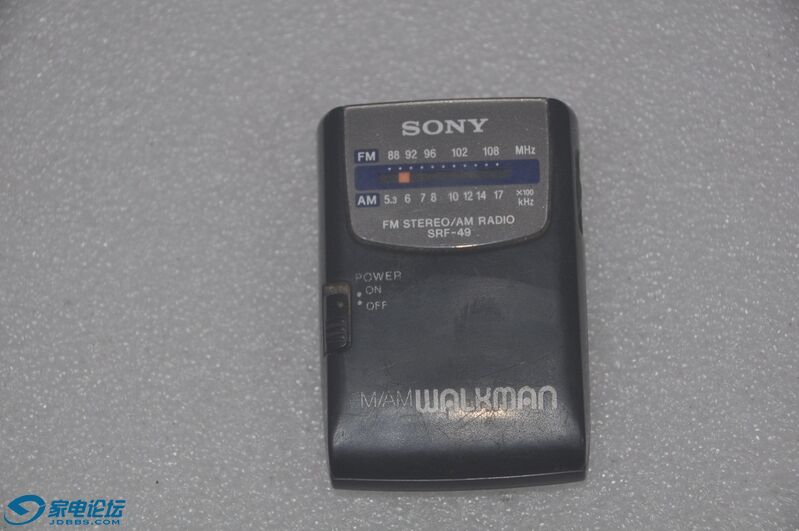 SONY
FM 88 92 96 102 108 MHz
AM 5.3 6 7 8 10 12 14 17 ×100 kHz
FM STEREO/AM RADIO
SRF-49
POWER
ON
OFF
M/AM WALKMAN
家电论坛
JDBBS.COM